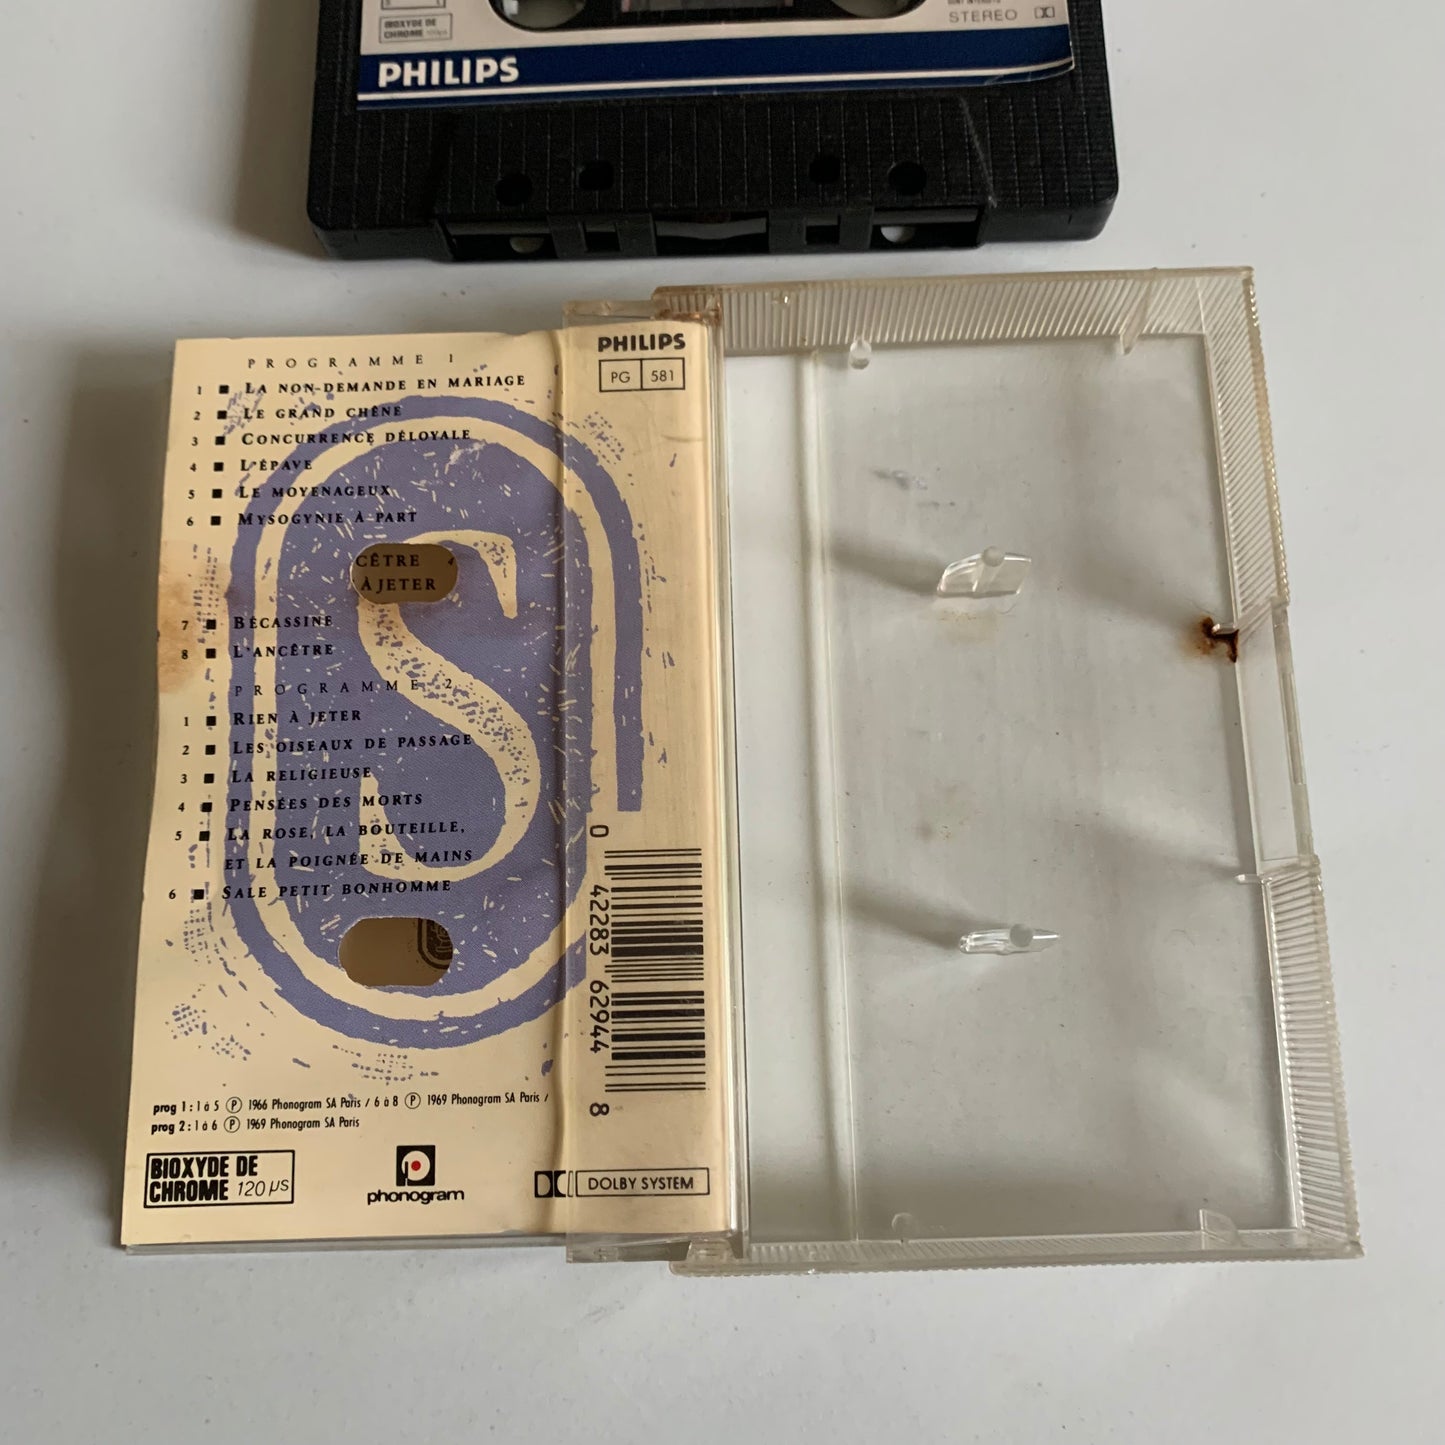 BIOXYDE DE
CHROME
STEREO
PHILIPS
PROGRAMME 1
1 ■ LA NON-DEMANDE EN MARIAGE
2 ■ LE GRAND CHÊNE
3 ■ CONCURRENCE DÉLOYALE
4 ■ L'ÉPAVE
5 ■ LE MOYENAGEUX
6 ■ MYSOGYNIE À PART
CÊTRE 4
À JETER
7 ■ BÉCASSINE
8 ■ L'ANCÊTRE
PROGRAMME 2
1 ■ RIEN À JETER
2 ■ LES OISEAUX DE PASSAGE
3 ■ LA RELIGIEUSE
4 ■ PENSÉES DES MORTS
5 ■ LA ROSE, LA BOUTEILLE,
ET LA POIGNÉE DE MAINS
6 ■ SALE PETIT BONHOMME
prog 1 : 1 à 5 Ⓟ 1966 Phonogram SA Paris / 6 à 8 Ⓟ 1969 Phonogram SA Paris /
prog 2 : 1 à 6 Ⓟ 1969 Phonogram SA Paris
BIOXYDE DE
CHROME 120 µs
phonogram
PHILIPS
PG 581
0 42283 62944 8
DOLBY SYSTEM